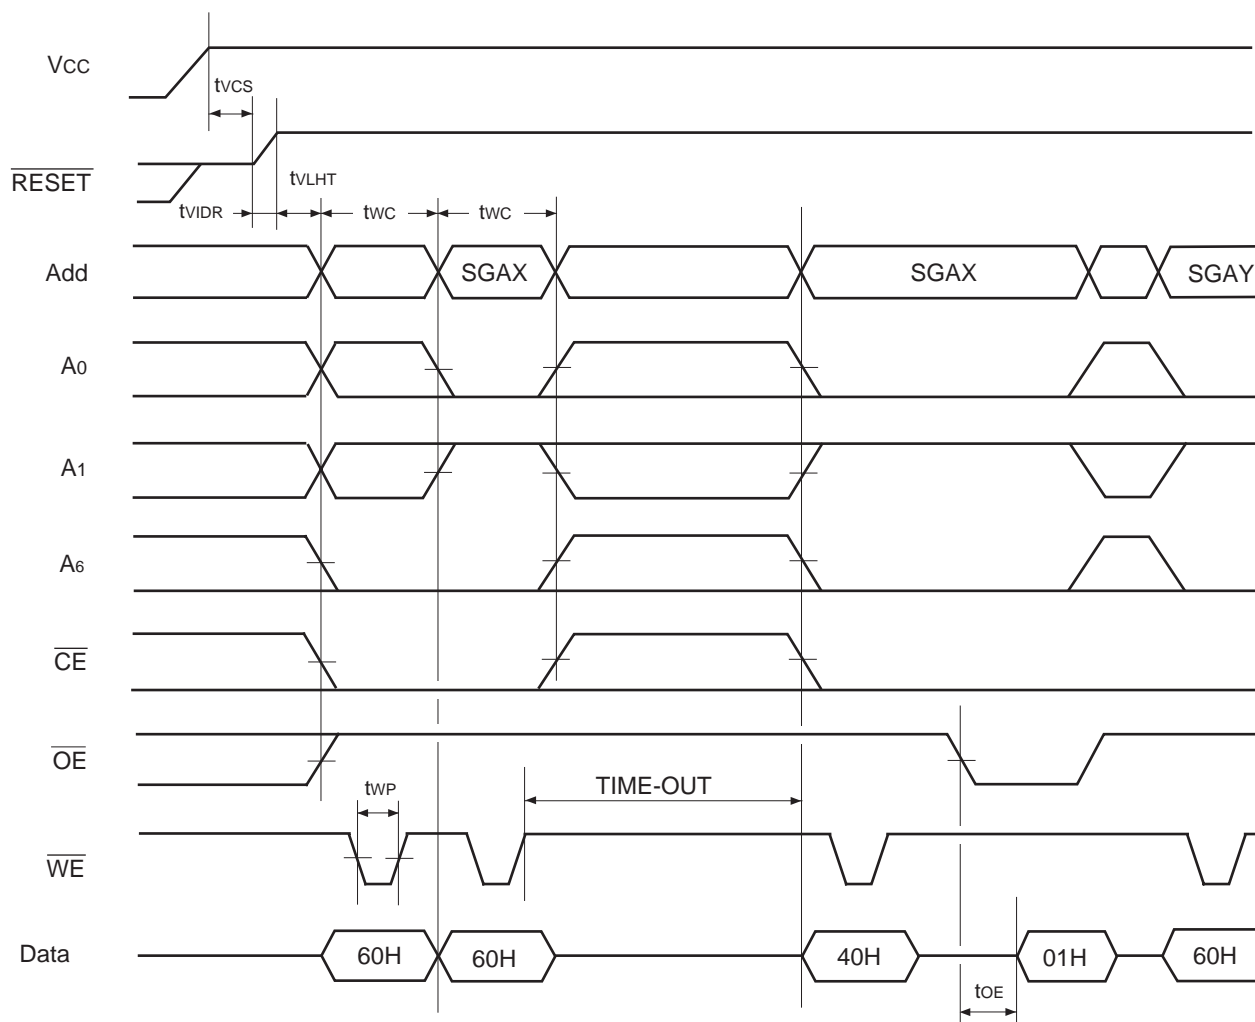 VCC
tVCS
RESET
tVLHT
tVIDR
tWC
tWC
Add
SGAX
SGAX
SGAY
A0
A1
A6
CE
OE
TIME-OUT
tWP
WE
Data
60H
60H
40H
01H
60H
tOE